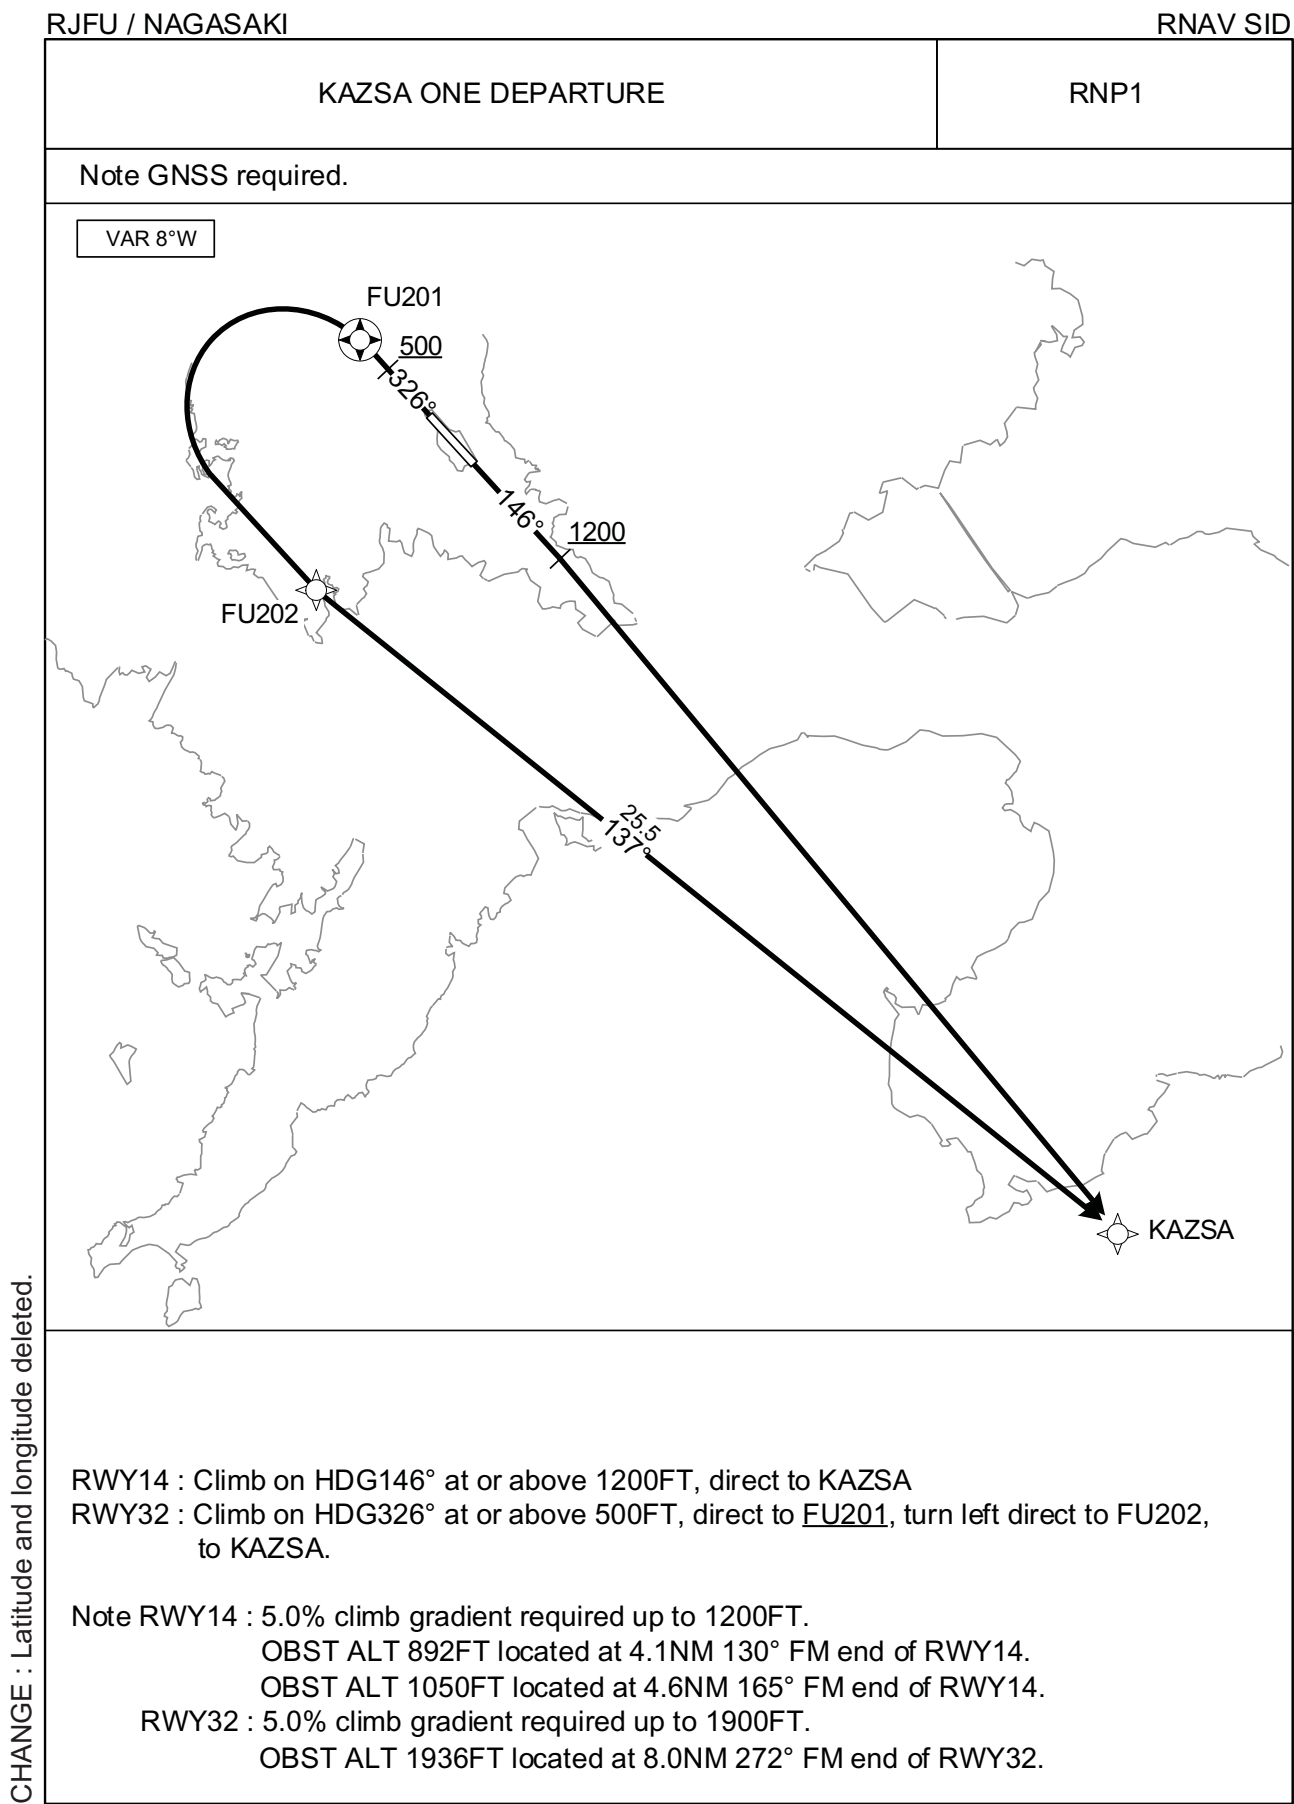 RJFU / NAGASAKI
RNAV SID
KAZSA ONE DEPARTURE
RNP1
Note GNSS required.
VAR 8°W
FU201
500
326°
146°
1200
FU202
25.5
137°
KAZSA
RWY14 : Climb on HDG146° at or above 1200FT, direct to KAZSA
RWY32 : Climb on HDG326° at or above 500FT, direct to FU201, turn left direct to FU202,
to KAZSA.
Note RWY14 : 5.0% climb gradient required up to 1200FT.
OBST ALT 892FT located at 4.1NM 130° FM end of RWY14.
OBST ALT 1050FT located at 4.6NM 165° FM end of RWY14.
RWY32 : 5.0% climb gradient required up to 1900FT.
OBST ALT 1936FT located at 8.0NM 272° FM end of RWY32.
CHANGE : Latitude and longitude deleted.